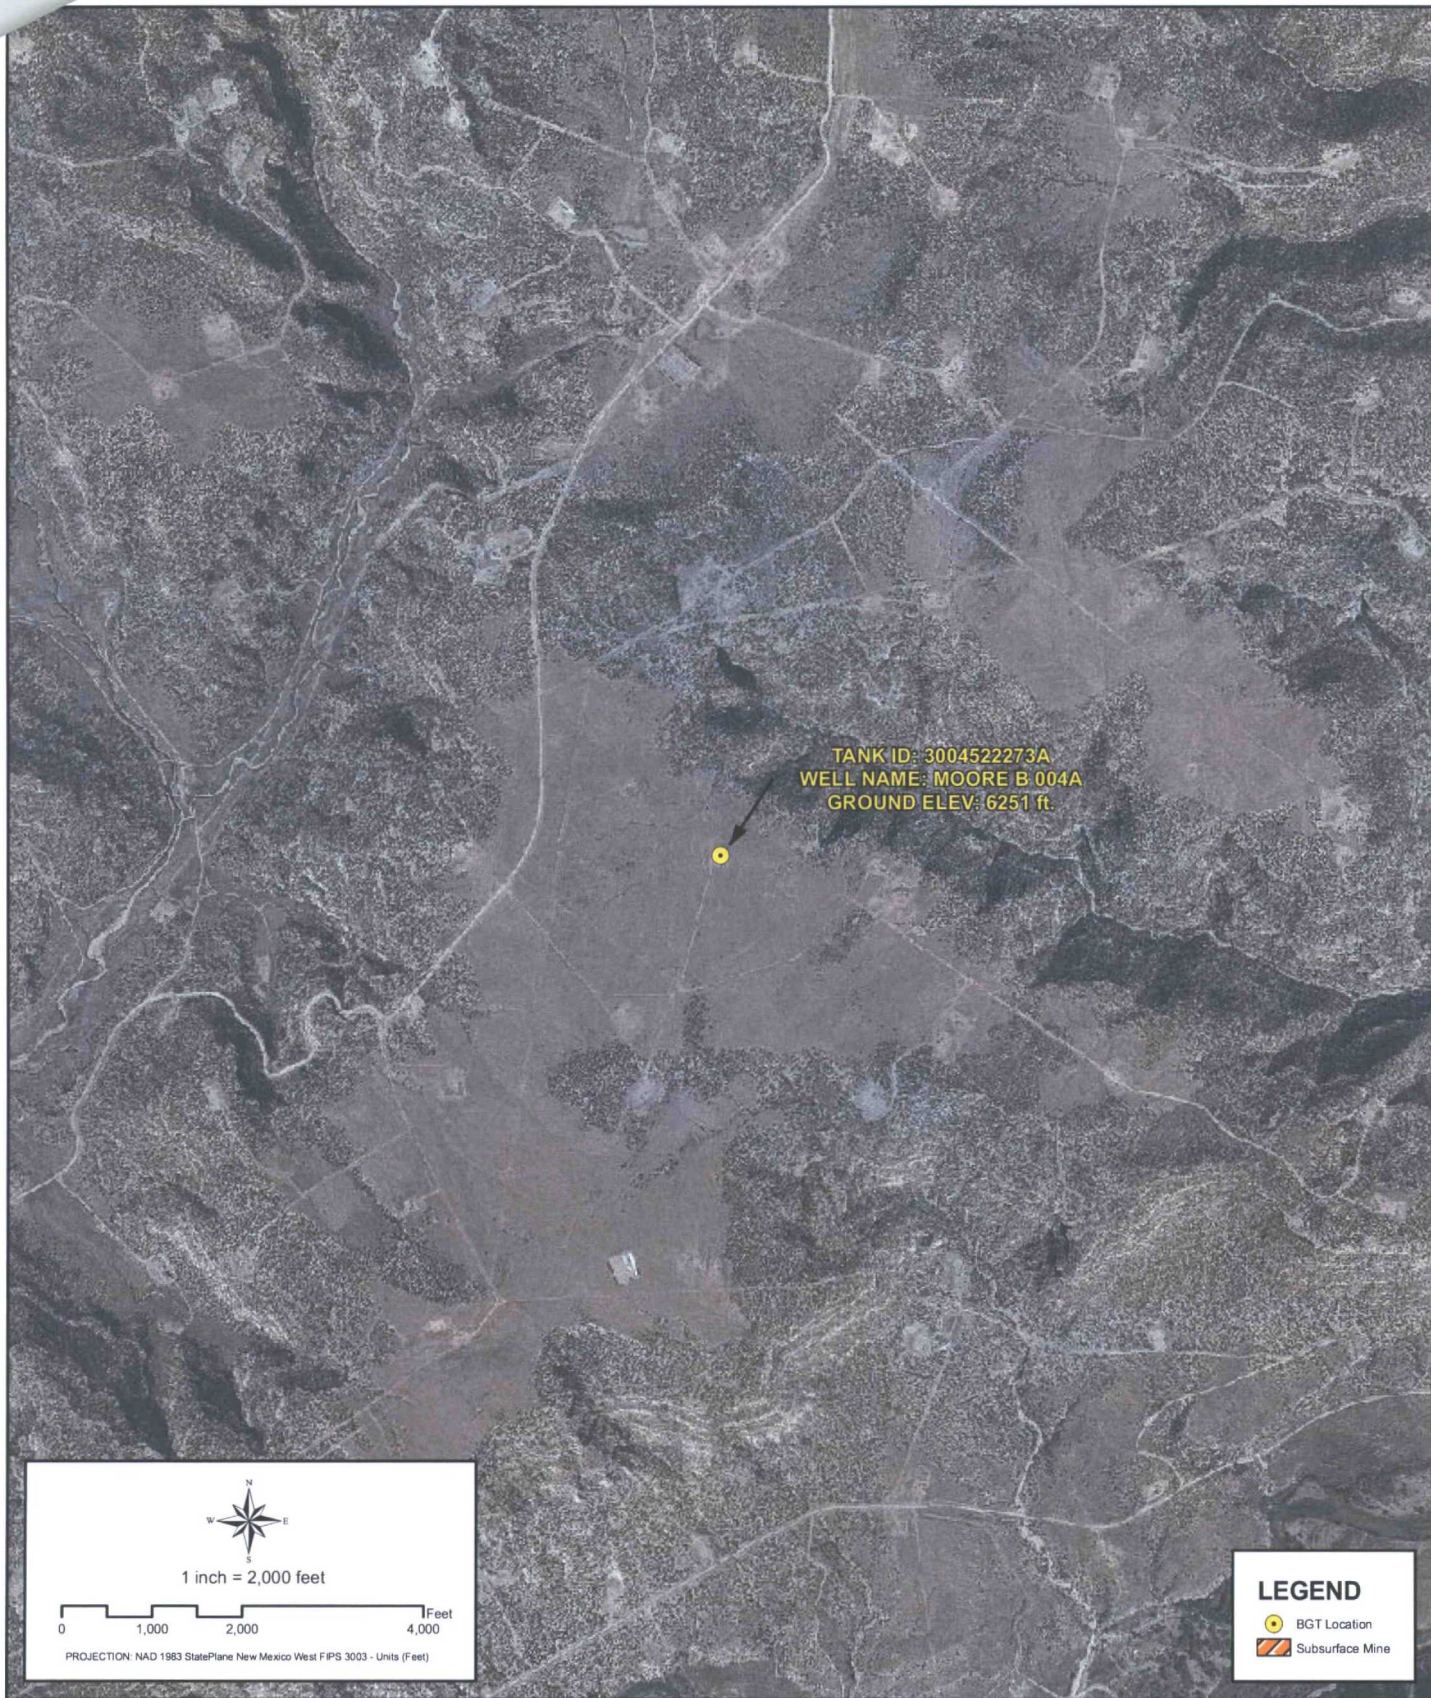 TANK ID: 3004522273A
WELL NAME: MOORE B 004A
GROUND ELEV: 6251 ft.
N
W E
S
1 inch = 2,000 feet
Feet
0 1,000 2,000 4,000
PROJECTION: NAD 1983 StatePlane New Mexico West FIPS 3003 - Units (Feet)
LEGEND
BGT Location
Subsurface Mine